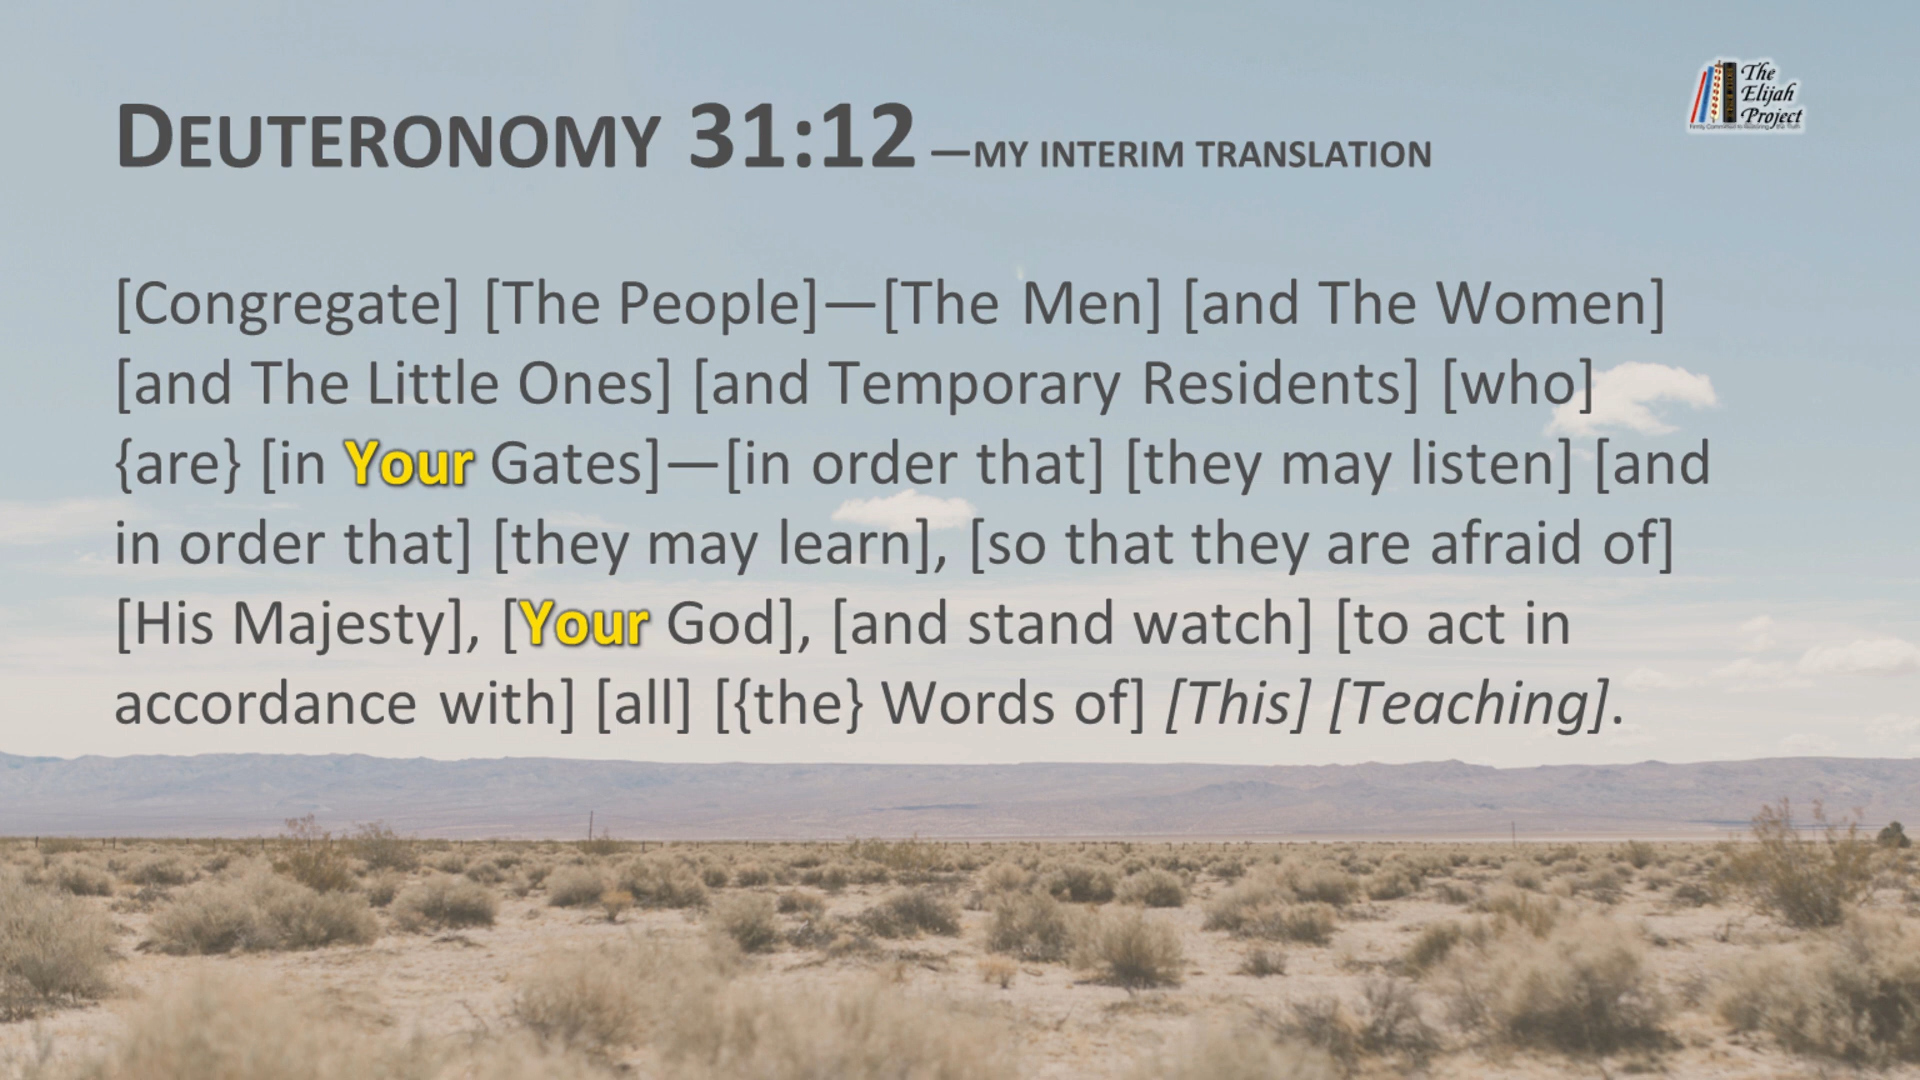 DEUTERONOMY 31:12 —MY INTERIM TRANSLATION
The
Elijah
Project
[Congregate] [The People]—[The Men] [and The Women]
[and The Little Ones] [and Temporary Residents] [who]
{are} [in Your Gates]—[in order that] [they may listen] [and
in order that] [they may learn], [so that they are afraid of]
[His Majesty], [Your God], [and stand watch] [to act in
accordance with] [all] [{the} Words of] [This] [Teaching].